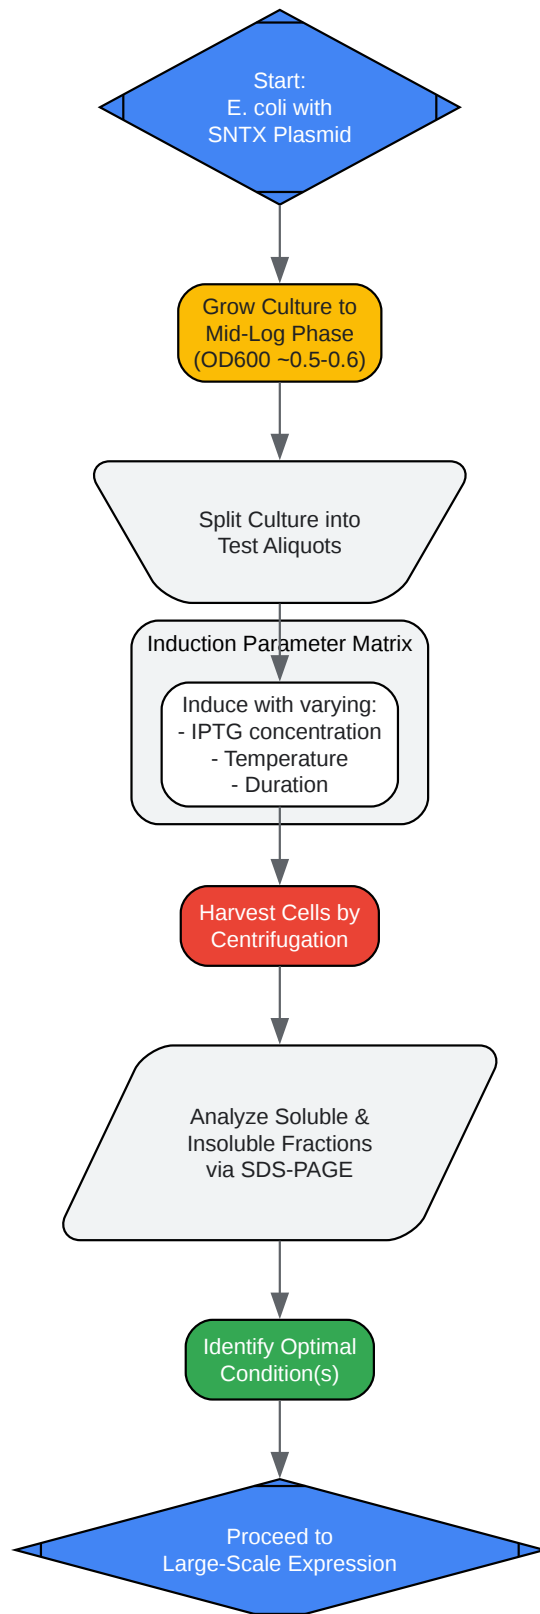 Start:
E. coli with
SNTX Plasmid
Grow Culture to
Mid-Log Phase
(OD600 ~0.5-0.6)
Split Culture into
Test Aliquots
Induction Parameter Matrix
Induce with varying:
- IPTG concentration
- Temperature
- Duration
Harvest Cells by
Centrifugation
Analyze Soluble &
Insoluble Fractions
via SDS-PAGE
Identify Optimal
Condition(s)
Proceed to
Large-Scale Expression